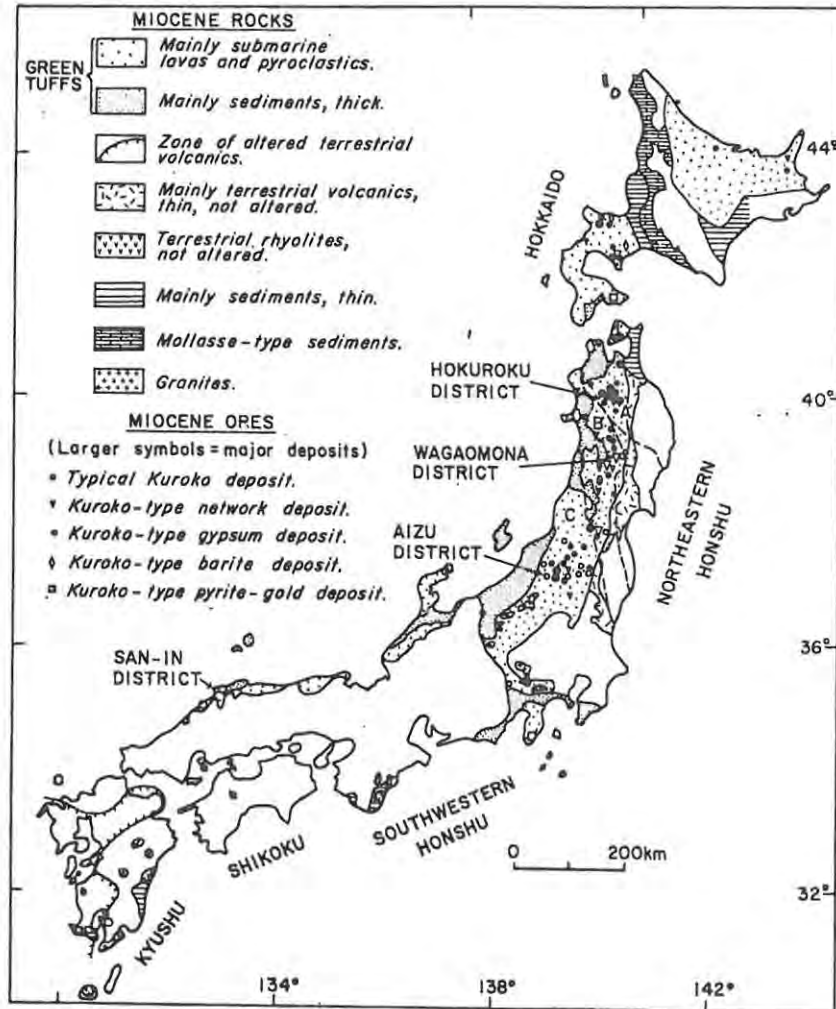 MIOCENE ROCKS
GREEN
TUFFS
Mainly submarine
lavas and pyroclastics.
Mainly sediments, thick.
Zone of altered terrestrial
volcanics.
Mainly terrestrial volcanics,
thin, not altered.
Terrestrial rhyolites,
not altered.
Mainly sediments, thin.
Mollasse-type sediments.
Granites.
MIOCENE ORES
(Larger symbols = major deposits)
Typical Kuroko deposit.
Kuroko-type network deposit.
Kuroko-type gypsum deposit.
Kuroko-type barite deposit.
Kuroko-type pyrite-gold deposit.
HOKKAIDO
44°
HOKUROKU
DISTRICT
40°
A
B
WAGAOMONA
DISTRICT
C
AIZU
DISTRICT
NORTHEASTERN
HONSHU
36°
SAN-IN
DISTRICT
SOUTHWESTERN
HONSHU
SHIKOKU
0 200km
KYUSHU
32°
134° 138° 142°